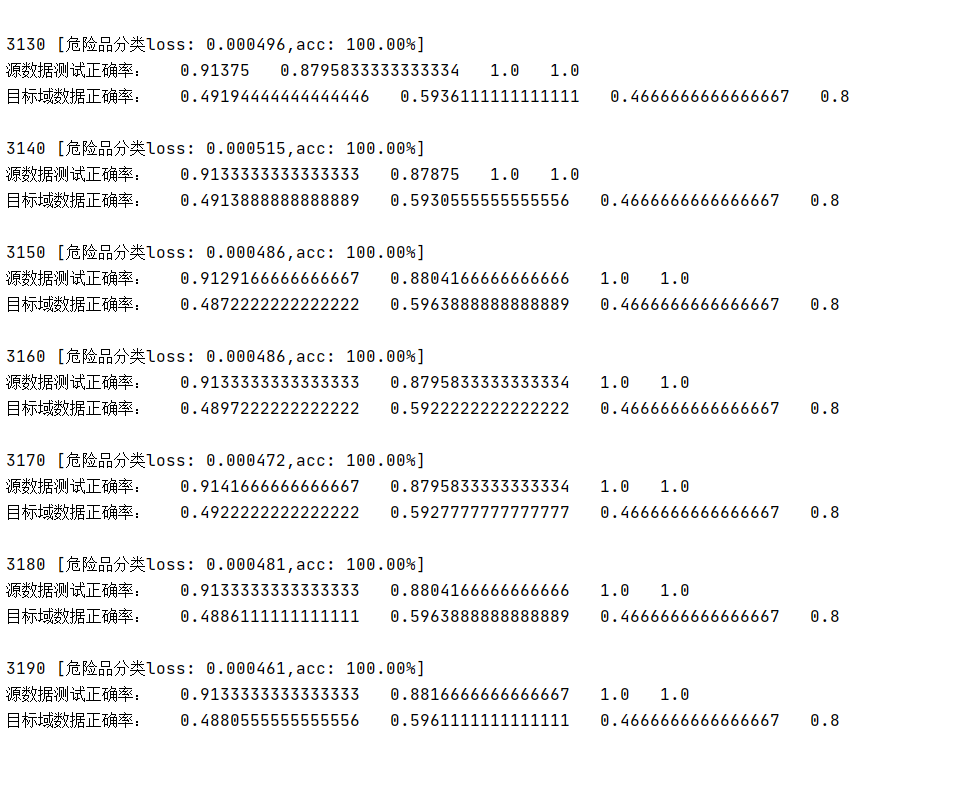 3130 [危险品分类loss: 0.000496,acc: 100.00%]
源数据测试正确率：   0.91375   0.8795833333333334   1.0   1.0
目标域数据正确率：   0.49194444444444446   0.5936111111111111   0.4666666666666667   0.8
3140 [危险品分类loss: 0.000515,acc: 100.00%]
源数据测试正确率：   0.9133333333333333   0.87875   1.0   1.0
目标域数据正确率：   0.4913888888888889   0.5930555555555556   0.4666666666666667   0.8
3150 [危险品分类loss: 0.000486,acc: 100.00%]
源数据测试正确率：   0.9129166666666667   0.8804166666666666   1.0   1.0
目标域数据正确率：   0.4872222222222222   0.5963888888888889   0.4666666666666667   0.8
3160 [危险品分类loss: 0.000486,acc: 100.00%]
源数据测试正确率：   0.9133333333333333   0.8795833333333334   1.0   1.0
目标域数据正确率：   0.4897222222222222   0.5922222222222222   0.4666666666666667   0.8
3170 [危险品分类loss: 0.000472,acc: 100.00%]
源数据测试正确率：   0.9141666666666667   0.8795833333333334   1.0   1.0
目标域数据正确率：   0.4922222222222222   0.5927777777777777   0.4666666666666667   0.8
3180 [危险品分类loss: 0.000481,acc: 100.00%]
源数据测试正确率：   0.9133333333333333   0.8804166666666666   1.0   1.0
目标域数据正确率：   0.4886111111111111   0.5963888888888889   0.4666666666666667   0.8
3190 [危险品分类loss: 0.000461,acc: 100.00%]
源数据测试正确率：   0.9133333333333333   0.8816666666666667   1.0   1.0
目标域数据正确率：   0.4880555555555556   0.5961111111111111   0.4666666666666667   0.8